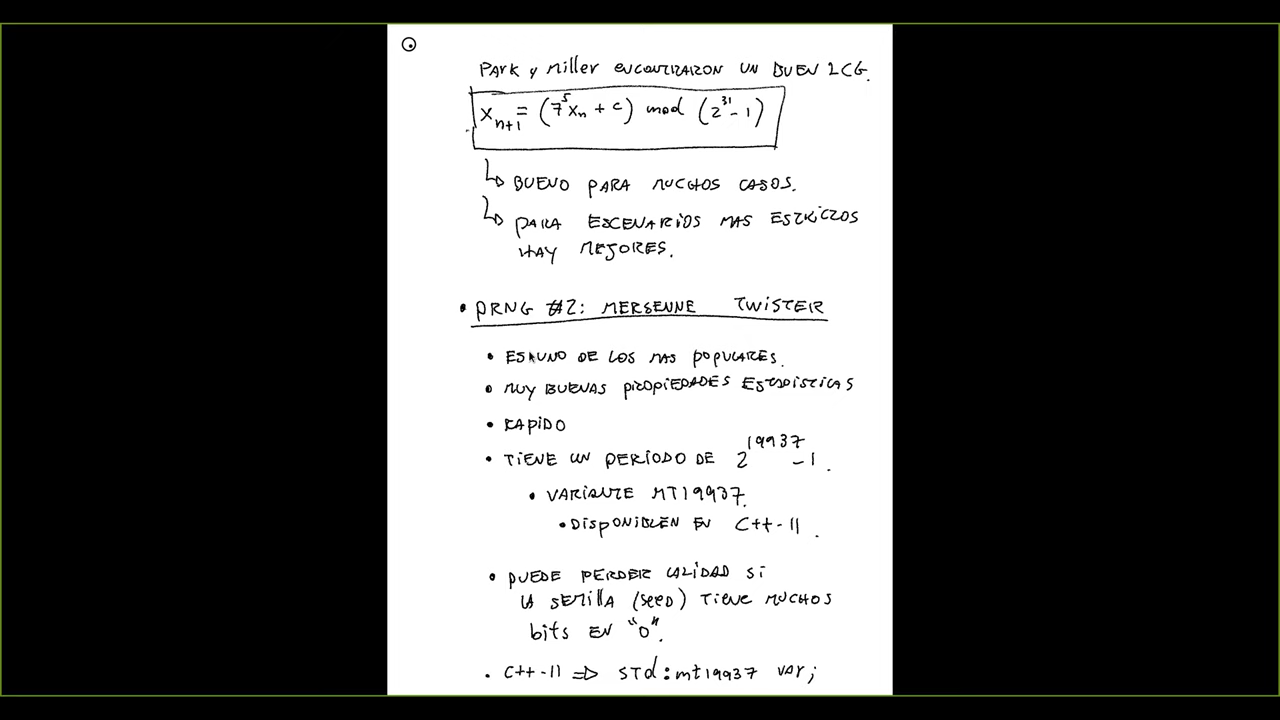 PARK y Miller ENCONTRARON UN BUEN LCG.
X_{n+1} = (7^5 X_n + C) mod (2^31 - 1)
↳ BUENO PARA MUCHOS CASOS.
↳ PARA ESCENARIOS MAS ESTRICTOS
HAY MEJORES.
• PRNG #2: MERSENNE TWISTER
• ES UNO DE LOS MAS POPULARES.
• MUY BUENAS PROPIEDADES ESTADISTICAS
• RAPIDO
• TIENE UN PERIODO DE 2^19937 - 1.
• VARIANTE MT19937.
• DISPONIBLE EN C++-11.
• PUEDE PERDER CALIDAD SI
LA SEMILLA (SEED) TIENE MUCHOS
bits EN "0".
• C++-11 => STd:mt19937 VAR;